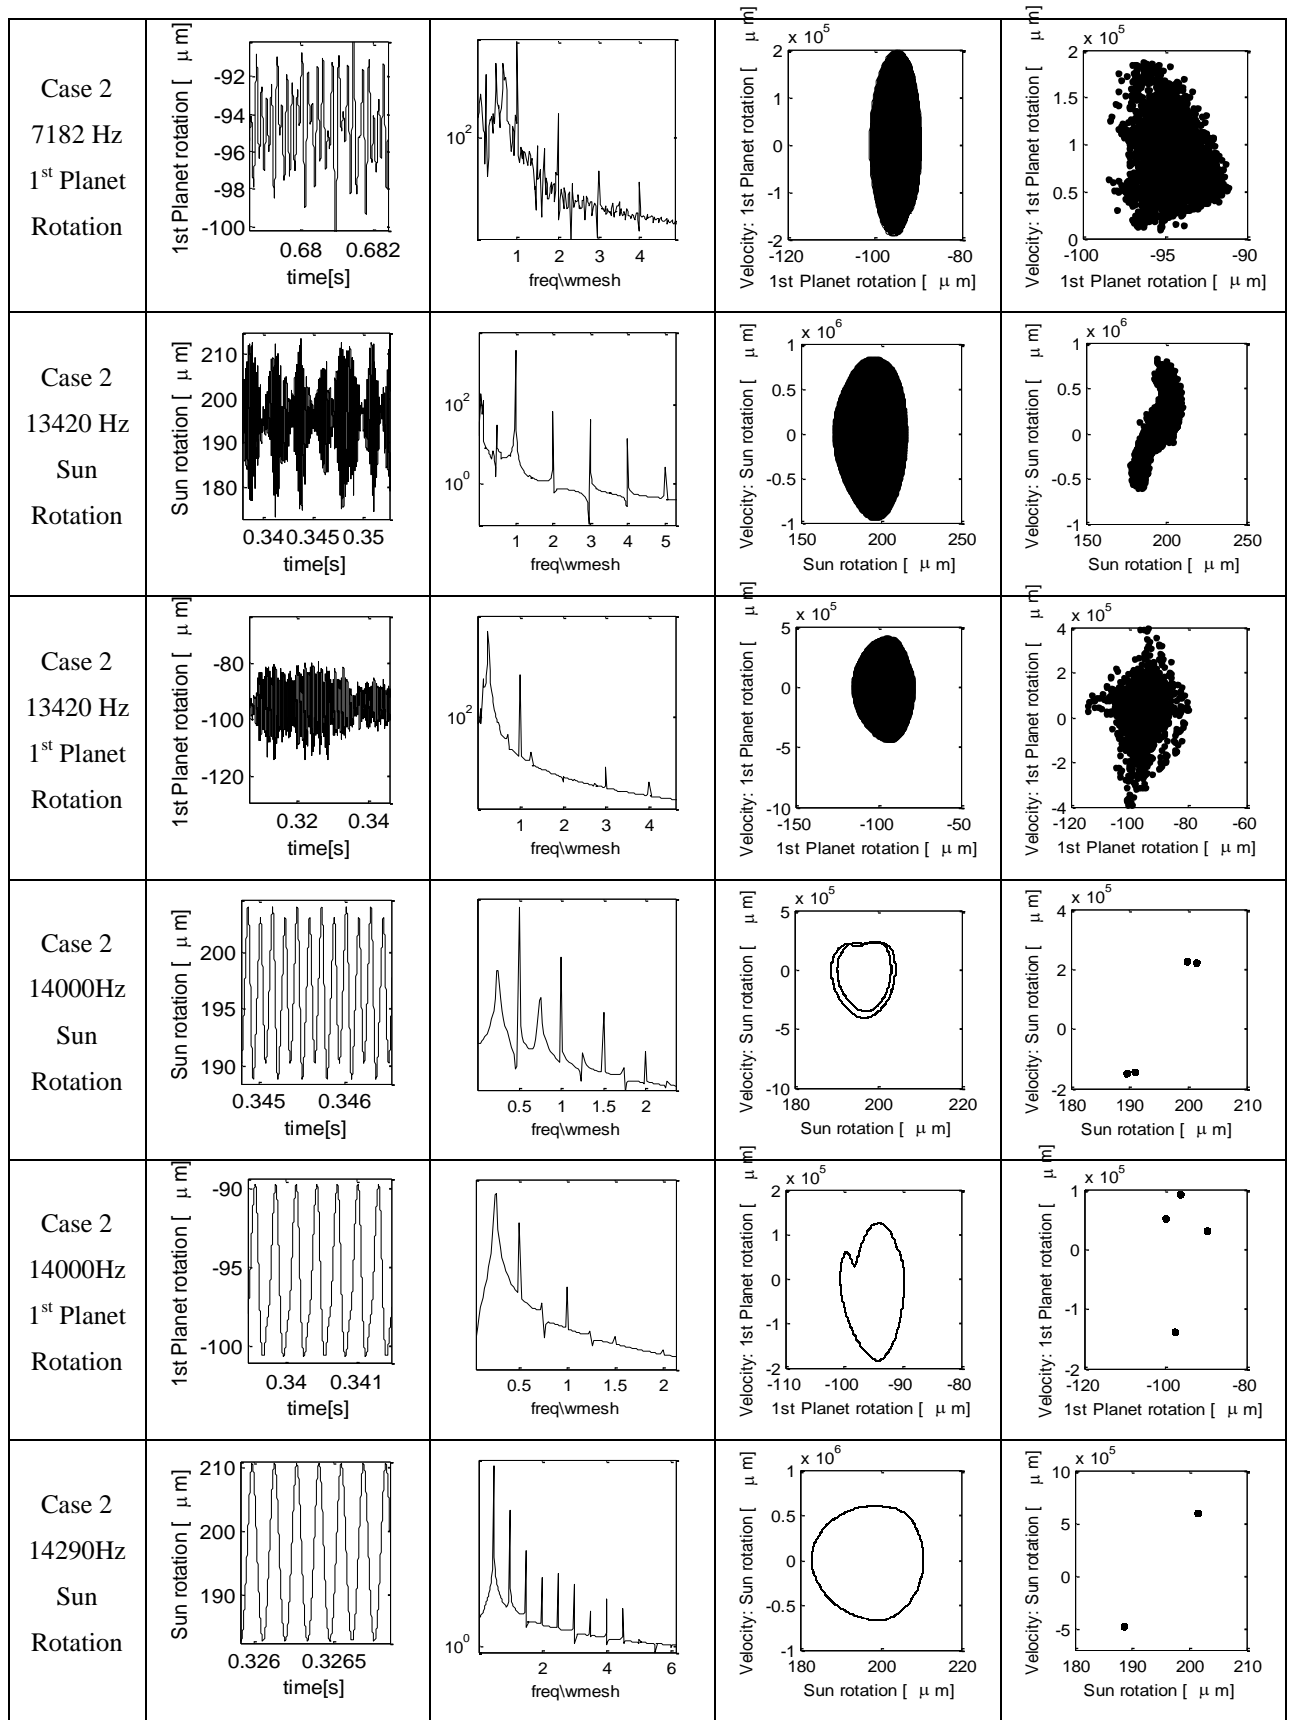 Case 2
7182 Hz
1st Planet
Rotation
1st Planet rotation [ μ m]
-92
-94
-96
-98
-100
0.68 0.682
time[s]
10^2
1 2 3 4
freq\wmesh
Velocity: 1st Planet rotation [ μ m]
x 10^5
2
1
0
-1
-2
-120 -100 -80
1st Planet rotation [ μ m]
Velocity: 1st Planet rotation [ μ m]
x 10^5
2
1.5
1
0.5
0
-100 -95 -90
1st Planet rotation [ μ m]
Case 2
13420 Hz
Sun
Rotation
Sun rotation [ μ m]
210
200
190
180
0.34 0.345 0.35
time[s]
10^2
10^0
1 2 3 4 5
freq\wmesh
Velocity: Sun rotation [ μ m]
x 10^6
1
0.5
0
-0.5
-1
150 200 250
Sun rotation [ μ m]
Velocity: Sun rotation [ μ m]
x 10^6
1
0.5
0
-0.5
-1
150 200 250
Sun rotation [ μ m]
Case 2
13420 Hz
1st Planet
Rotation
1st Planet rotation [ μ m]
-80
-100
-120
0.32 0.34
time[s]
10^2
1 2 3 4
freq\wmesh
Velocity: 1st Planet rotation [ μ m]
x 10^5
5
0
-5
-10
-150 -100 -50
1st Planet rotation [ μ m]
Velocity: 1st Planet rotation [ μ m]
x 10^5
4
2
0
-2
-4
-120 -100 -80 -60
1st Planet rotation [ μ m]
Case 2
14000Hz
Sun
Rotation
Sun rotation [ μ m]
200
195
190
0.345 0.346
time[s]
0.5 1 1.5 2
freq\wmesh
Velocity: Sun rotation [ μ m]
x 10^5
5
0
-5
-10
180 200 220
Sun rotation [ μ m]
Velocity: Sun rotation [ μ m]
x 10^5
4
2
0
-2
180 190 200 210
Sun rotation [ μ m]
Case 2
14000Hz
1st Planet
Rotation
1st Planet rotation [ μ m]
-90
-95
-100
0.34 0.341
time[s]
0.5 1 1.5 2
freq\wmesh
Velocity: 1st Planet rotation [ μ m]
x 10^5
2
1
0
-1
-2
-110 -100 -90 -80
1st Planet rotation [ μ m]
Velocity: 1st Planet rotation [ μ m]
x 10^5
1
0
-1
-2
-120 -100 -80
1st Planet rotation [ μ m]
Case 2
14290Hz
Sun
Rotation
Sun rotation [ μ m]
210
200
190
0.326 0.3265
time[s]
10^0
2 4 6
freq\wmesh
Velocity: Sun rotation [ μ m]
x 10^6
1
0.5
0
-0.5
-1
180 200 220
Sun rotation [ μ m]
Velocity: Sun rotation [ μ m]
x 10^5
10
5
0
-5
180 190 200 210
Sun rotation [ μ m]